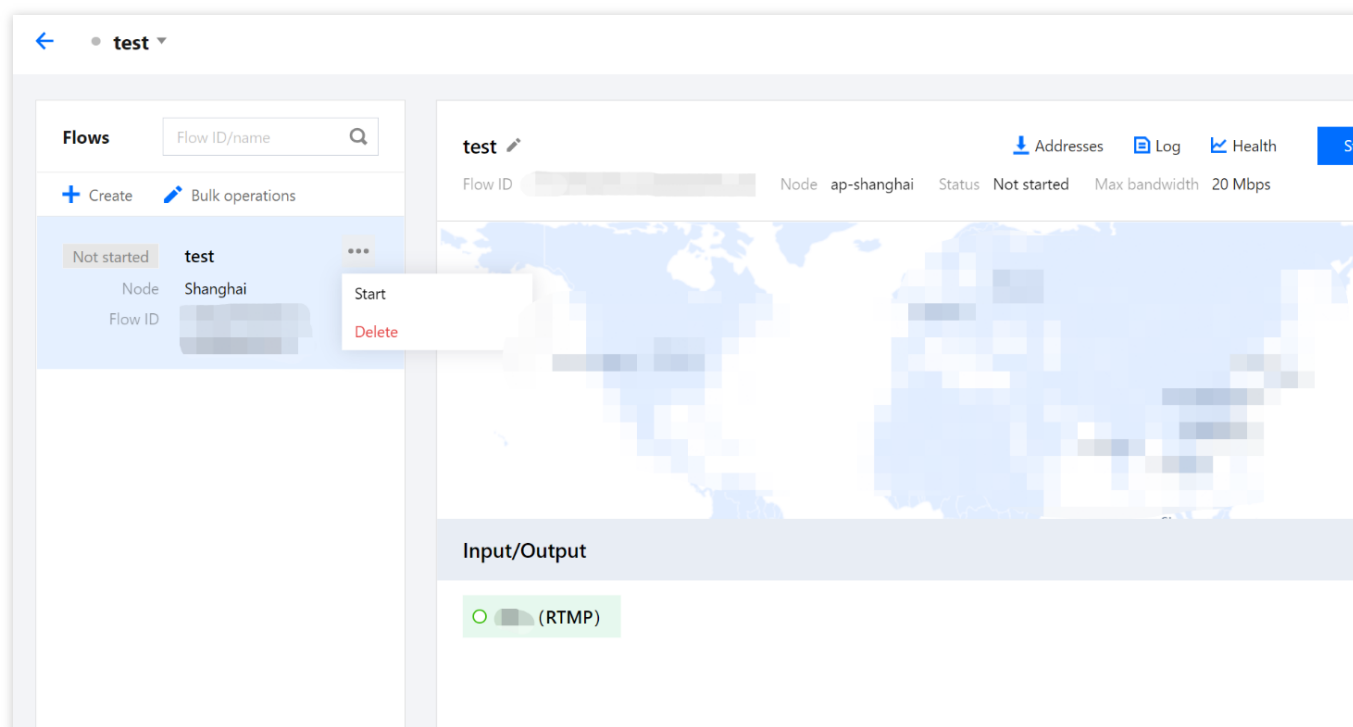 test
Flows
Flow ID/name
Create
Bulk operations
Not started test
Node Shanghai
Flow ID
Start
Delete
test
Addresses
Log
Health
Flow ID
Node ap-shanghai
Status Not started
Max bandwidth 20 Mbps
Input/Output
(RTMP)